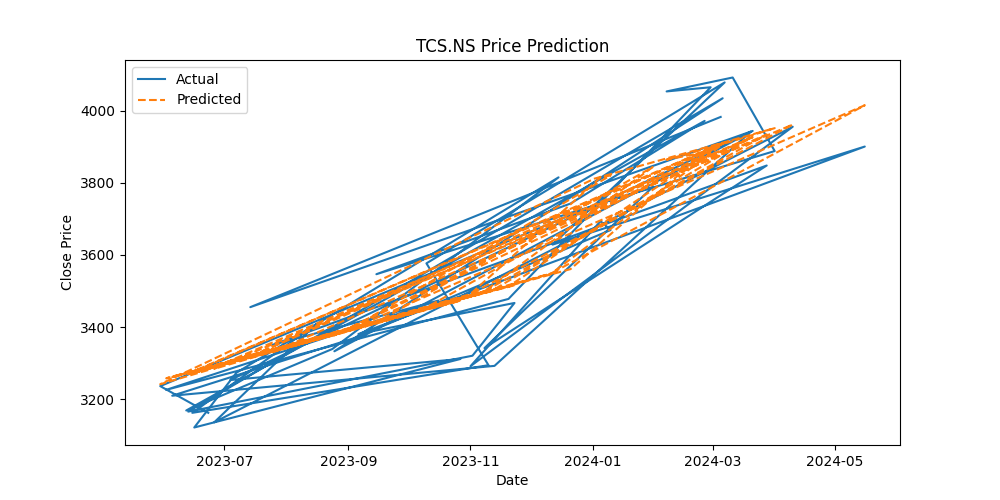 TCS.NS Price Prediction
Actual
Predicted
4000
3800
3600
3400
3200
Close Price
2023-07
2023-09
2023-11
2024-01
2024-03
2024-05
Date